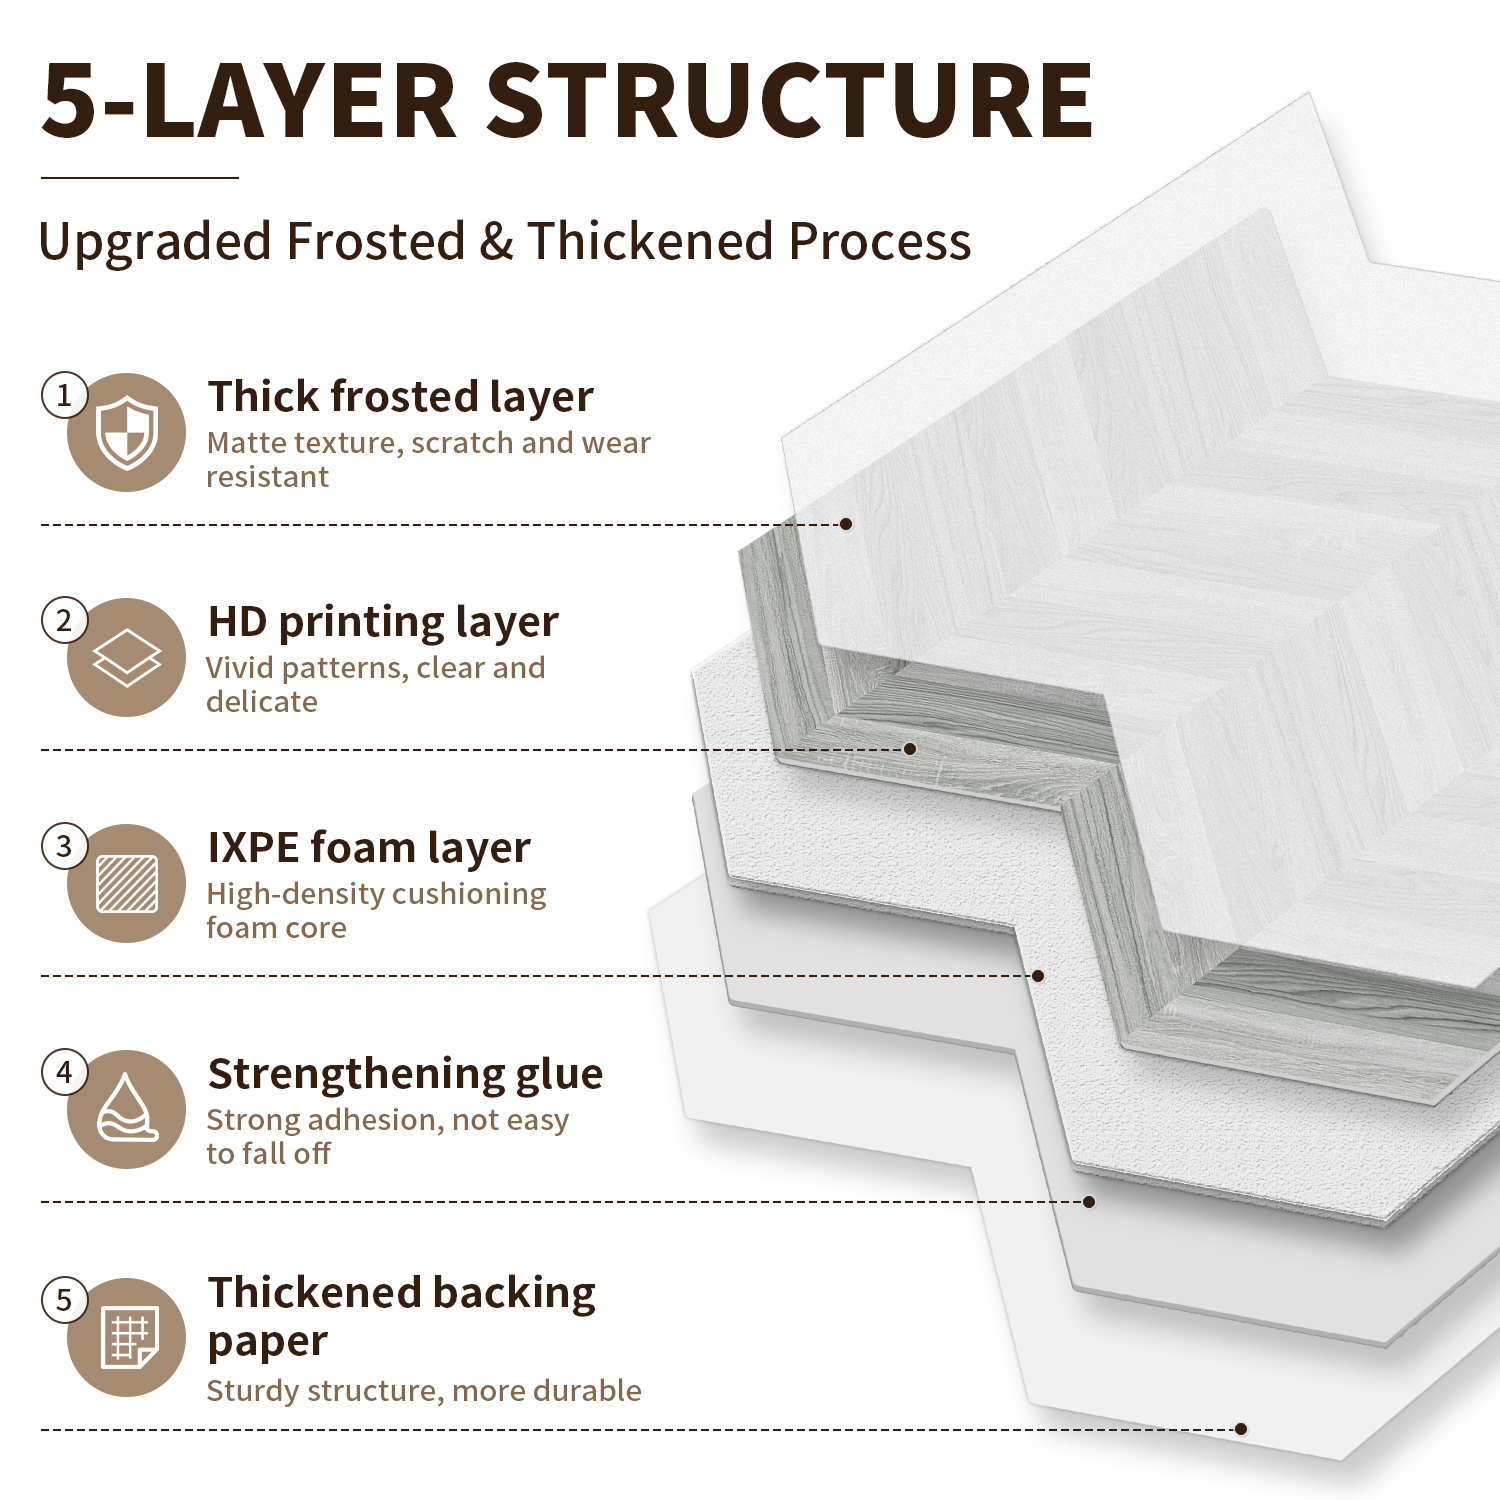 5-LAYER STRUCTURE
Upgraded Frosted & Thickened Process
1
Thick frosted layer
Matte texture, scratch and wear
resistant
2
HD printing layer
Vivid patterns, clear and
delicate
3
IXPE foam layer
High-density cushioning
foam core
4
Strengthening glue
Strong adhesion, not easy
to fall off
5
Thickened backing
paper
Sturdy structure, more durable